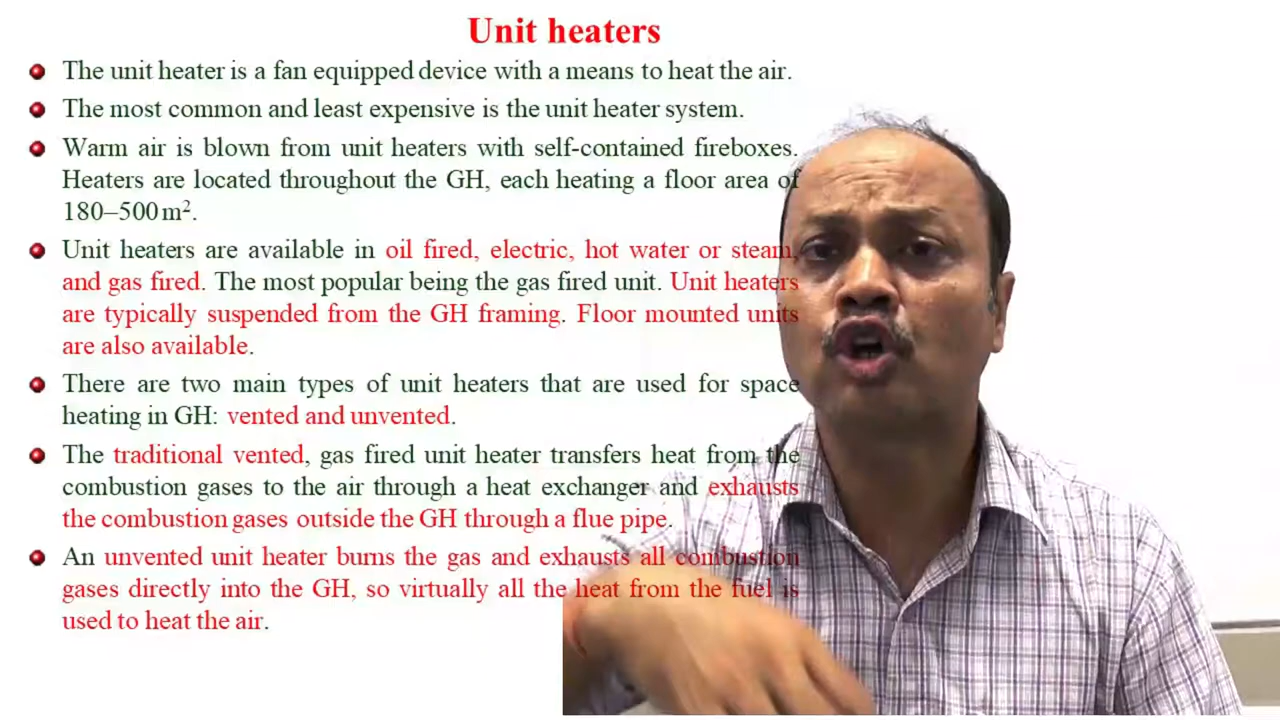 Unit heaters
The unit heater is a fan equipped device with a means to heat the air.
The most common and least expensive is the unit heater system.
Warm air is blown from unit heaters with self-contained fireboxes.
Heaters are located throughout the GH, each heating a floor area of
180–500 m².
Unit heaters are available in oil fired, electric, hot water or steam,
and gas fired. The most popular being the gas fired unit. Unit heaters
are typically suspended from the GH framing. Floor mounted units
are also available.
There are two main types of unit heaters that are used for space
heating in GH: vented and unvented.
The traditional vented, gas fired unit heater transfers heat from the
combustion gases to the air through a heat exchanger and exhausts
the combustion gases outside the GH through a flue pipe.
An unvented unit heater burns the gas and exhausts all combustion
gases directly into the GH, so virtually all the heat from the fuel is
used to heat the air.